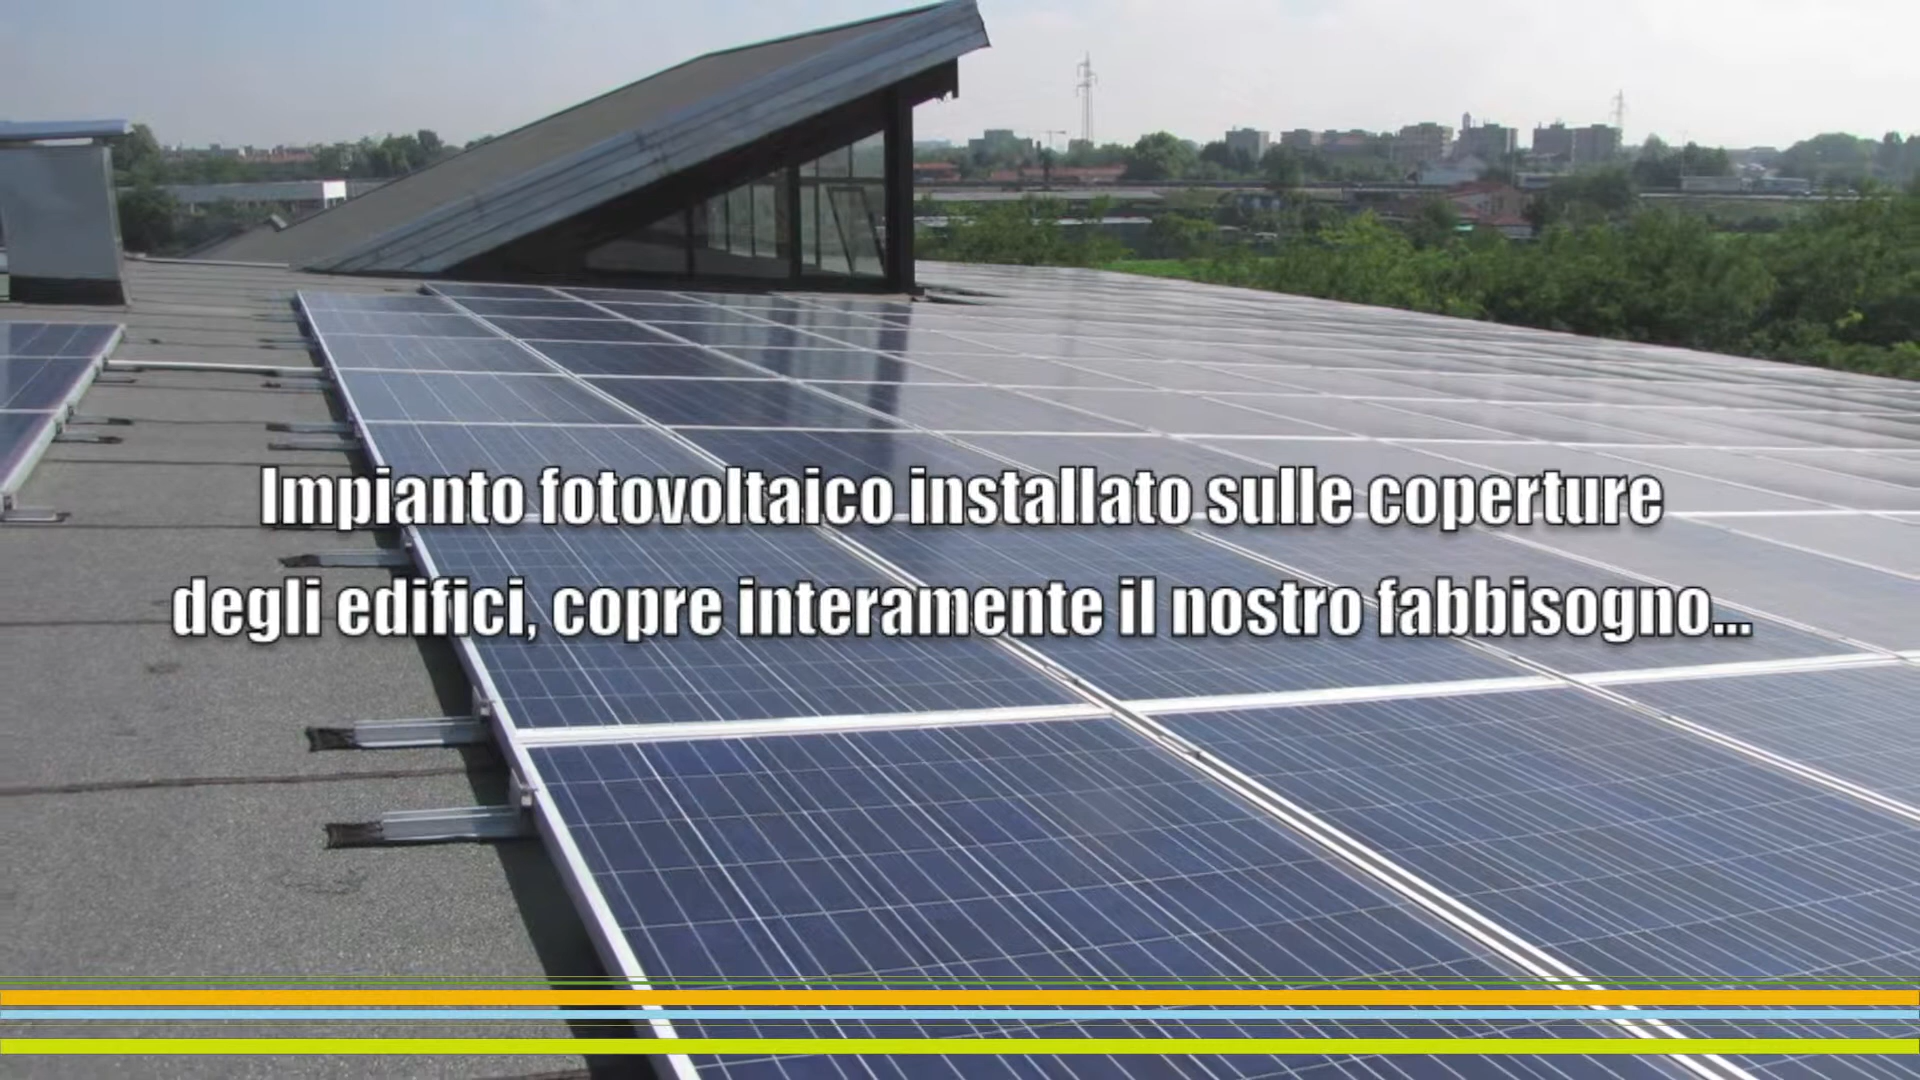 Impianto fotovoltaico installato sulle coperture
degli edifici, copre interamente il nostro fabbisogno...